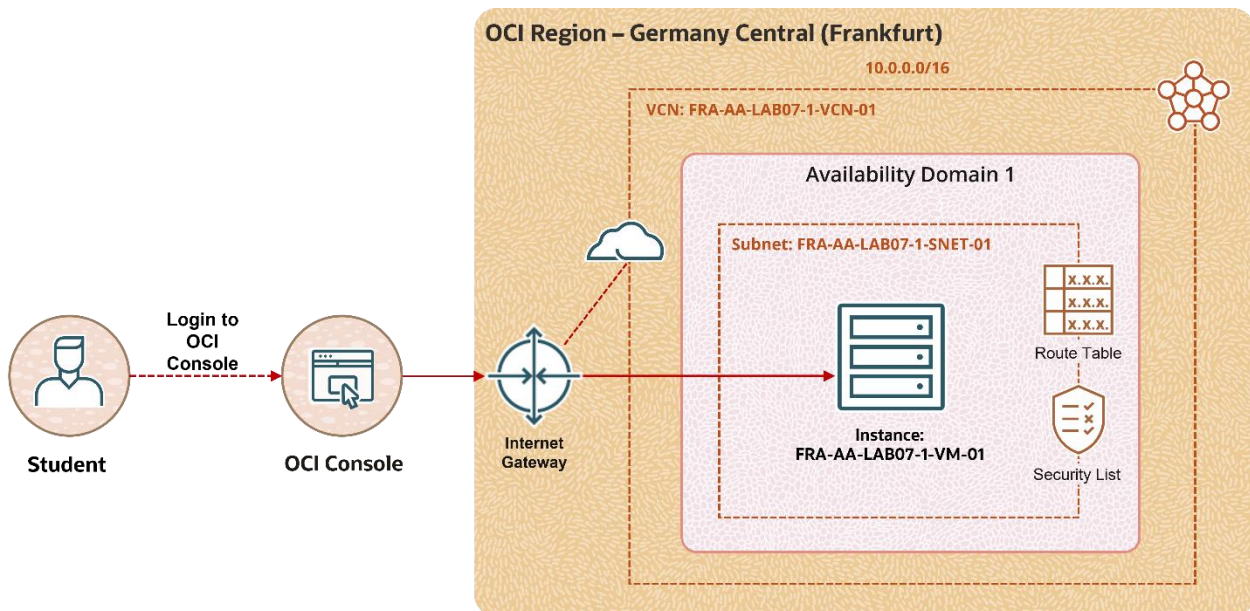 OCI Region – Germany Central (Frankfurt)
10.0.0.0/16
VCN: FRA-AA-LAB07-1-VCN-01
Availability Domain 1
Subnet: FRA-AA-LAB07-1-SNET-01
Login to
OCI
Console
x.x.x.
x.x.x.
x.x.x.
Route Table
Student
OCI Console
Internet
Gateway
Instance:
FRA-AA-LAB07-1-VM-01
Security List